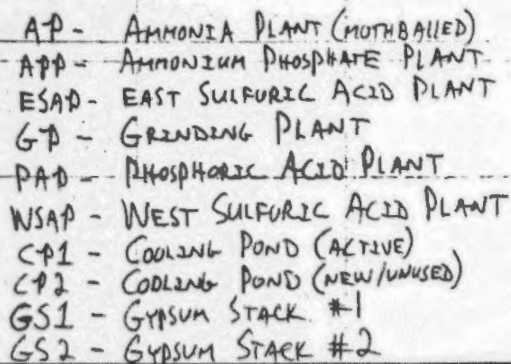 AP - AMMONIA PLANT (MOTHBALLED)
APP - AMMONIUM PHOSPHATE PLANT
ESAP - EAST SULFURIC ACID PLANT
GP - GRINDING PLANT
PAP - PHOSPHORIC ACID PLANT
WSAP - WEST SULFURIC ACID PLANT
CP1 - COOLING POND (ACTIVE)
CP2 - COOLING POND (NEW/UNUSED)
GS1 - GYPSUM STACK #1
GS2 - GYPSUM STACK #2